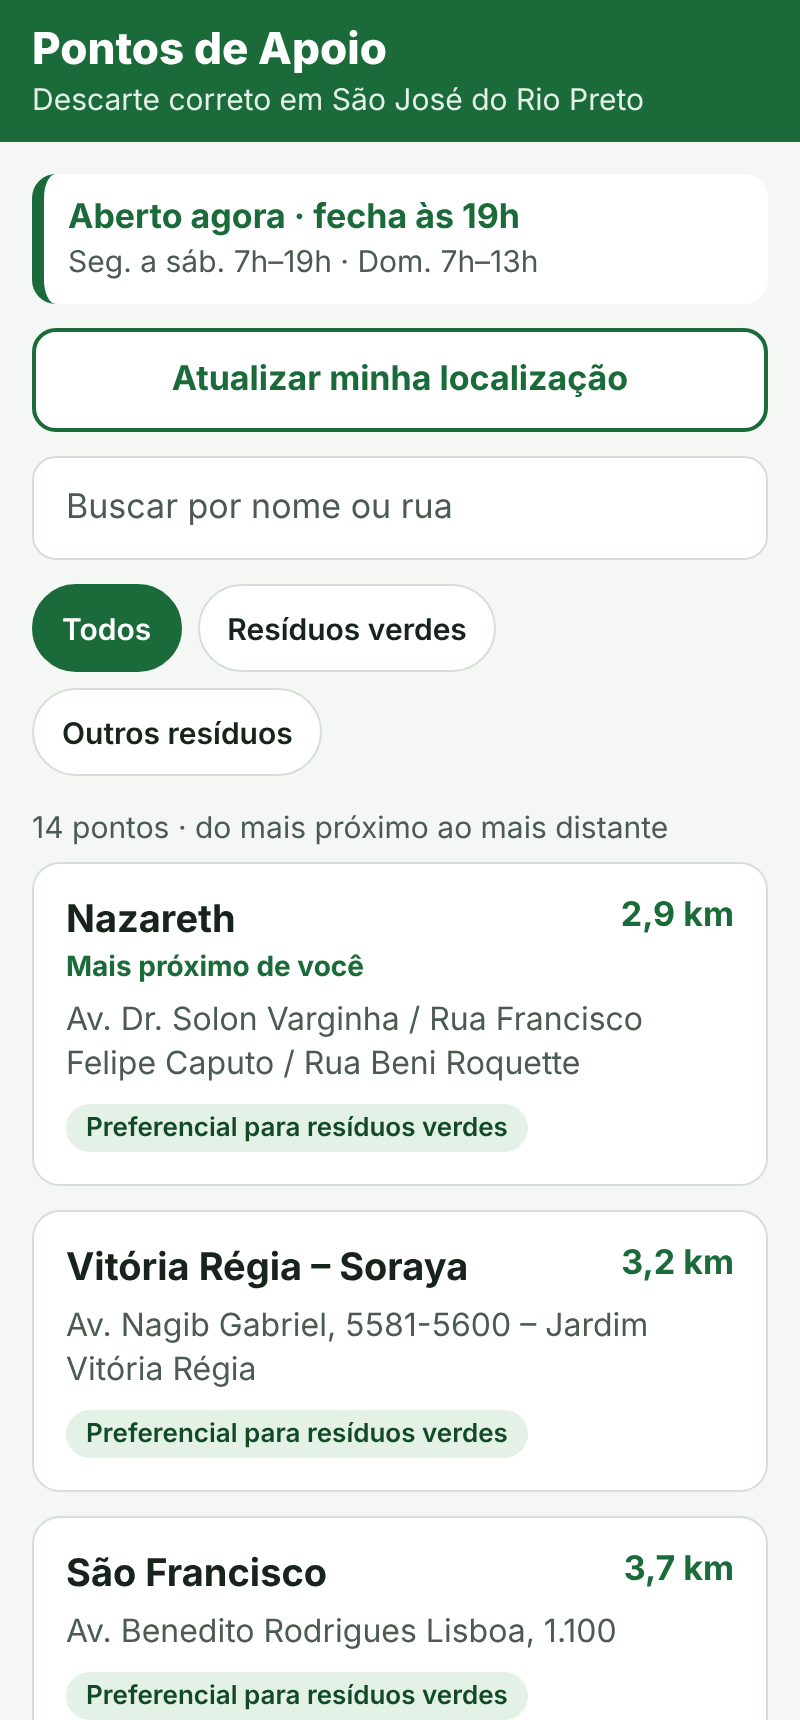 Pontos de Apoio
Descarte correto em São José do Rio Preto
Aberto agora · fecha às 19h
Seg. a sáb. 7h–19h · Dom. 7h–13h
Atualizar minha localização
Buscar por nome ou rua
Todos
Resíduos verdes
Outros resíduos
14 pontos · do mais próximo ao mais distante
Nazareth
2,9 km
Mais próximo de você
Av. Dr. Solon Varginha / Rua Francisco
Felipe Caputo / Rua Beni Roquette
Preferencial para resíduos verdes
Vitória Régia – Soraya
3,2 km
Av. Nagib Gabriel, 5581-5600 – Jardim
Vitória Régia
Preferencial para resíduos verdes
São Francisco
3,7 km
Av. Benedito Rodrigues Lisboa, 1.100
Preferencial para resíduos verdes